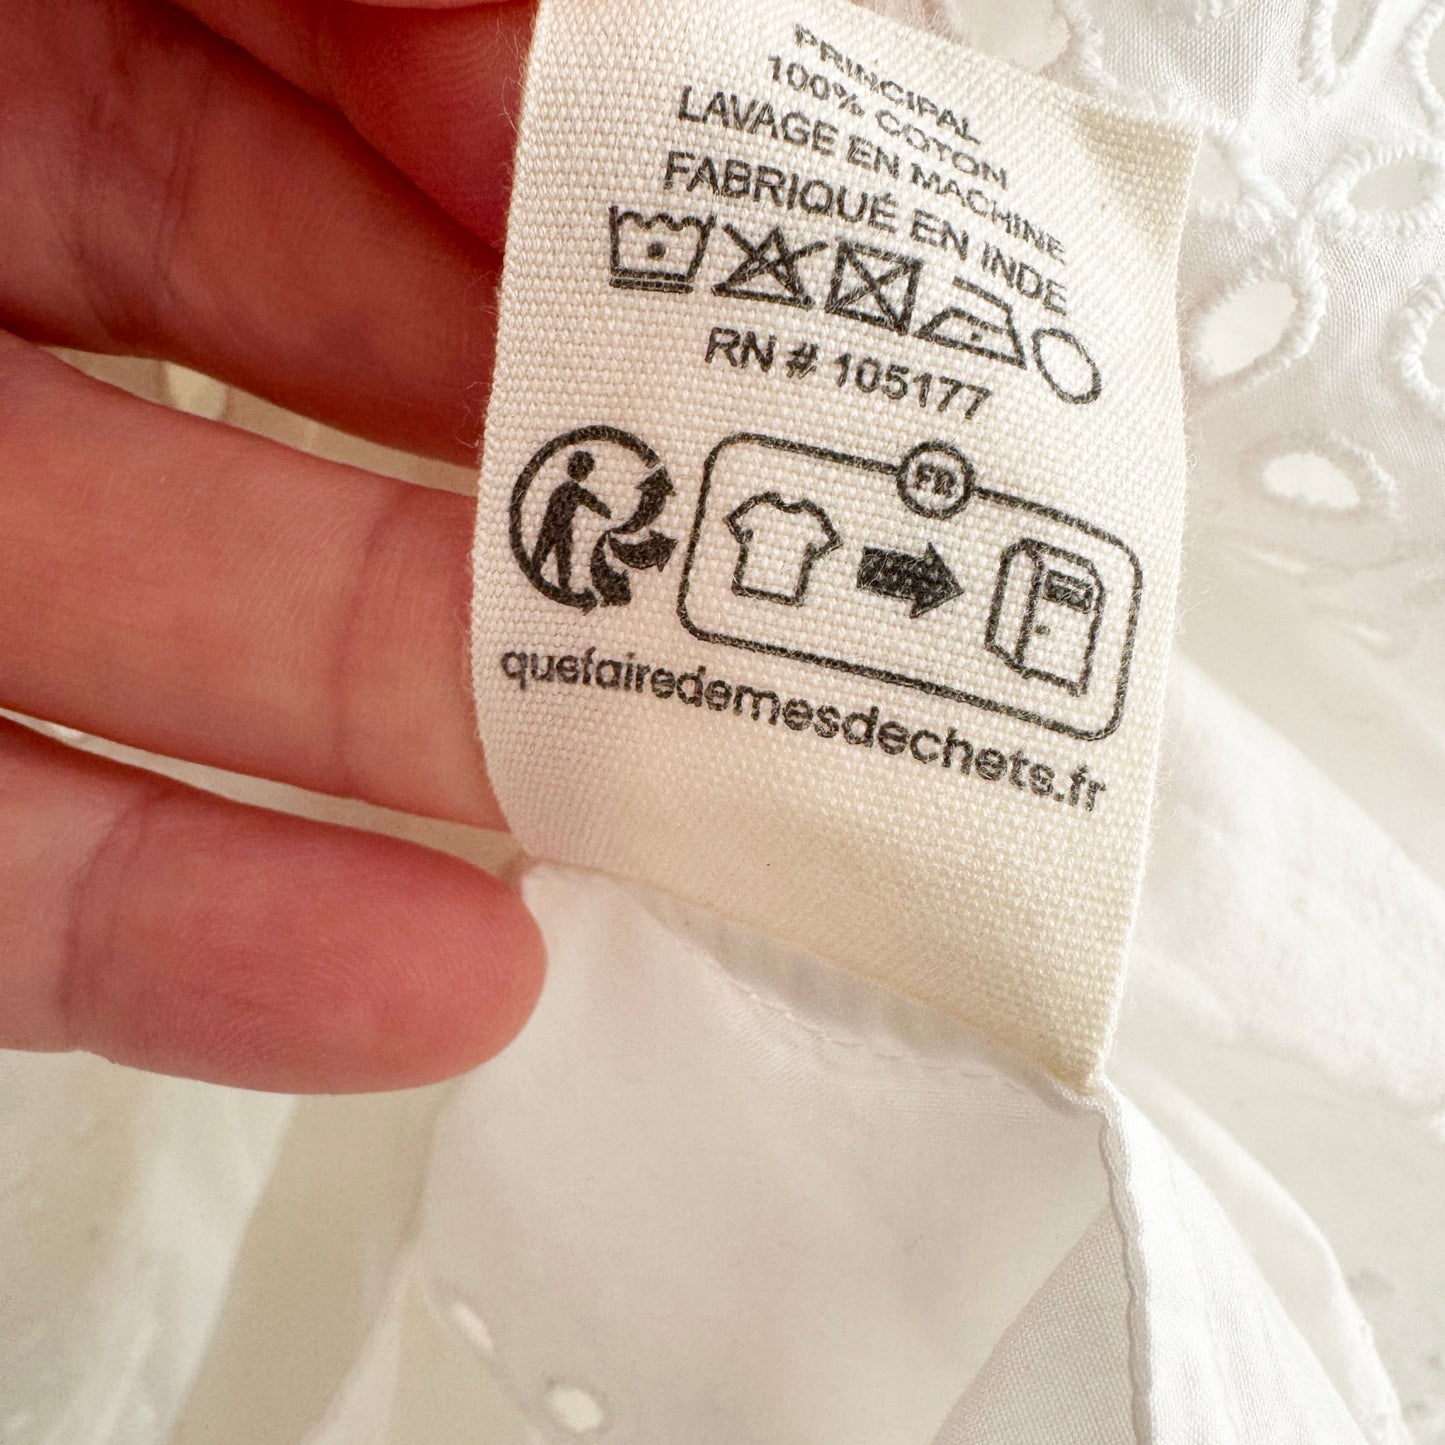 PRINCIPAL
100% COTON
LAVAGE EN MACHINE
FABRIQUÉ EN INDE
RN # 105177
FR
quefairedemesdechets.fr